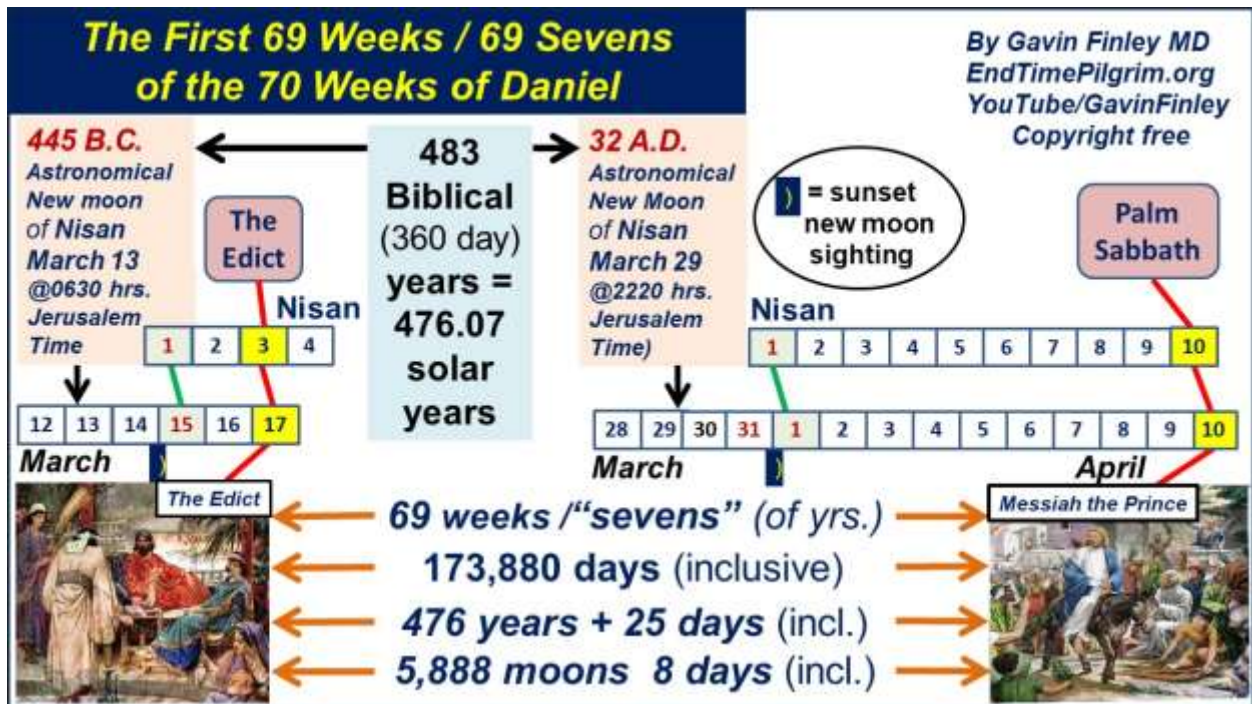 The First 69 Weeks / 69 Sevens
of the 70 Weeks of Daniel
By Gavin Finley MD
EndTimePilgrim.org
YouTube/GavinFinley
Copyright free
445 B.C.
Astronomical
New moon
of Nisan
March 13
@0630 hrs.
Jerusalem
Time
The
Edict
Nisan
1 2 3 4
12 13 14 15 16 17
March
)
The Edict
483
Biblical
(360 day)
years =
476.07
solar
years
32 A.D.
Astronomical
New Moon
of Nisan
March 29
@2220 hrs.
Jerusalem
Time)
) = sunset
new moon
sighting
Palm
Sabbath
Nisan
1 2 3 4 5 6 7 8 9 10
28 29 30 31 1 2 3 4 5 6 7 8 9 10
March
)
April
Messiah the Prince
69 weeks /“sevens” (of yrs.)
173,880 days (inclusive)
476 years + 25 days (incl.)
5,888 moons 8 days (incl.)